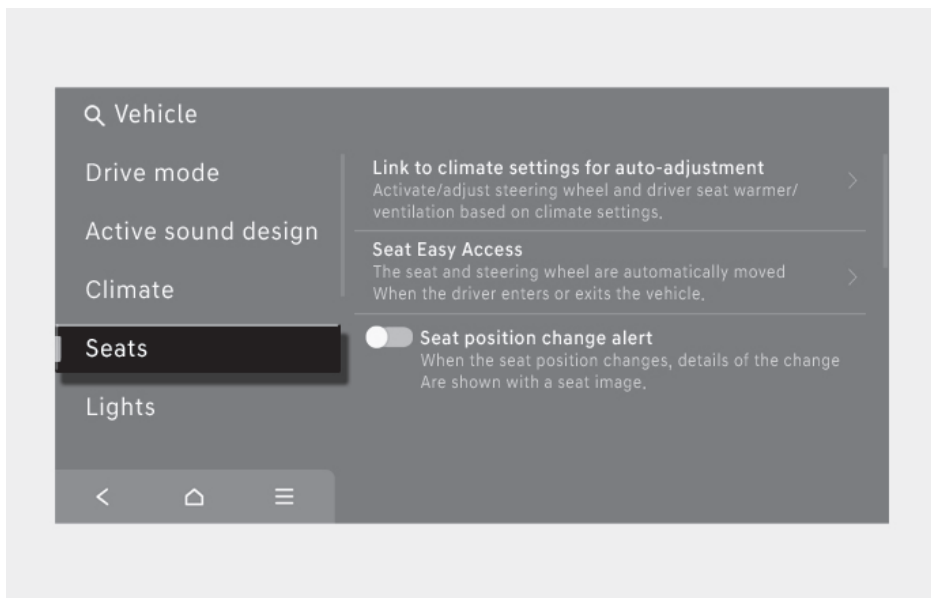 Vehicle
Drive mode
Active sound design
Climate
Seats
Lights
Link to climate settings for auto-adjustment
Activate/adjust steering wheel and driver seat warmer/
ventilation based on climate settings.
Seat Easy Access
The seat and steering wheel are automatically moved
When the driver enters or exits the vehicle.
Seat position change alert
When the seat position changes, details of the change
Are shown with a seat image.